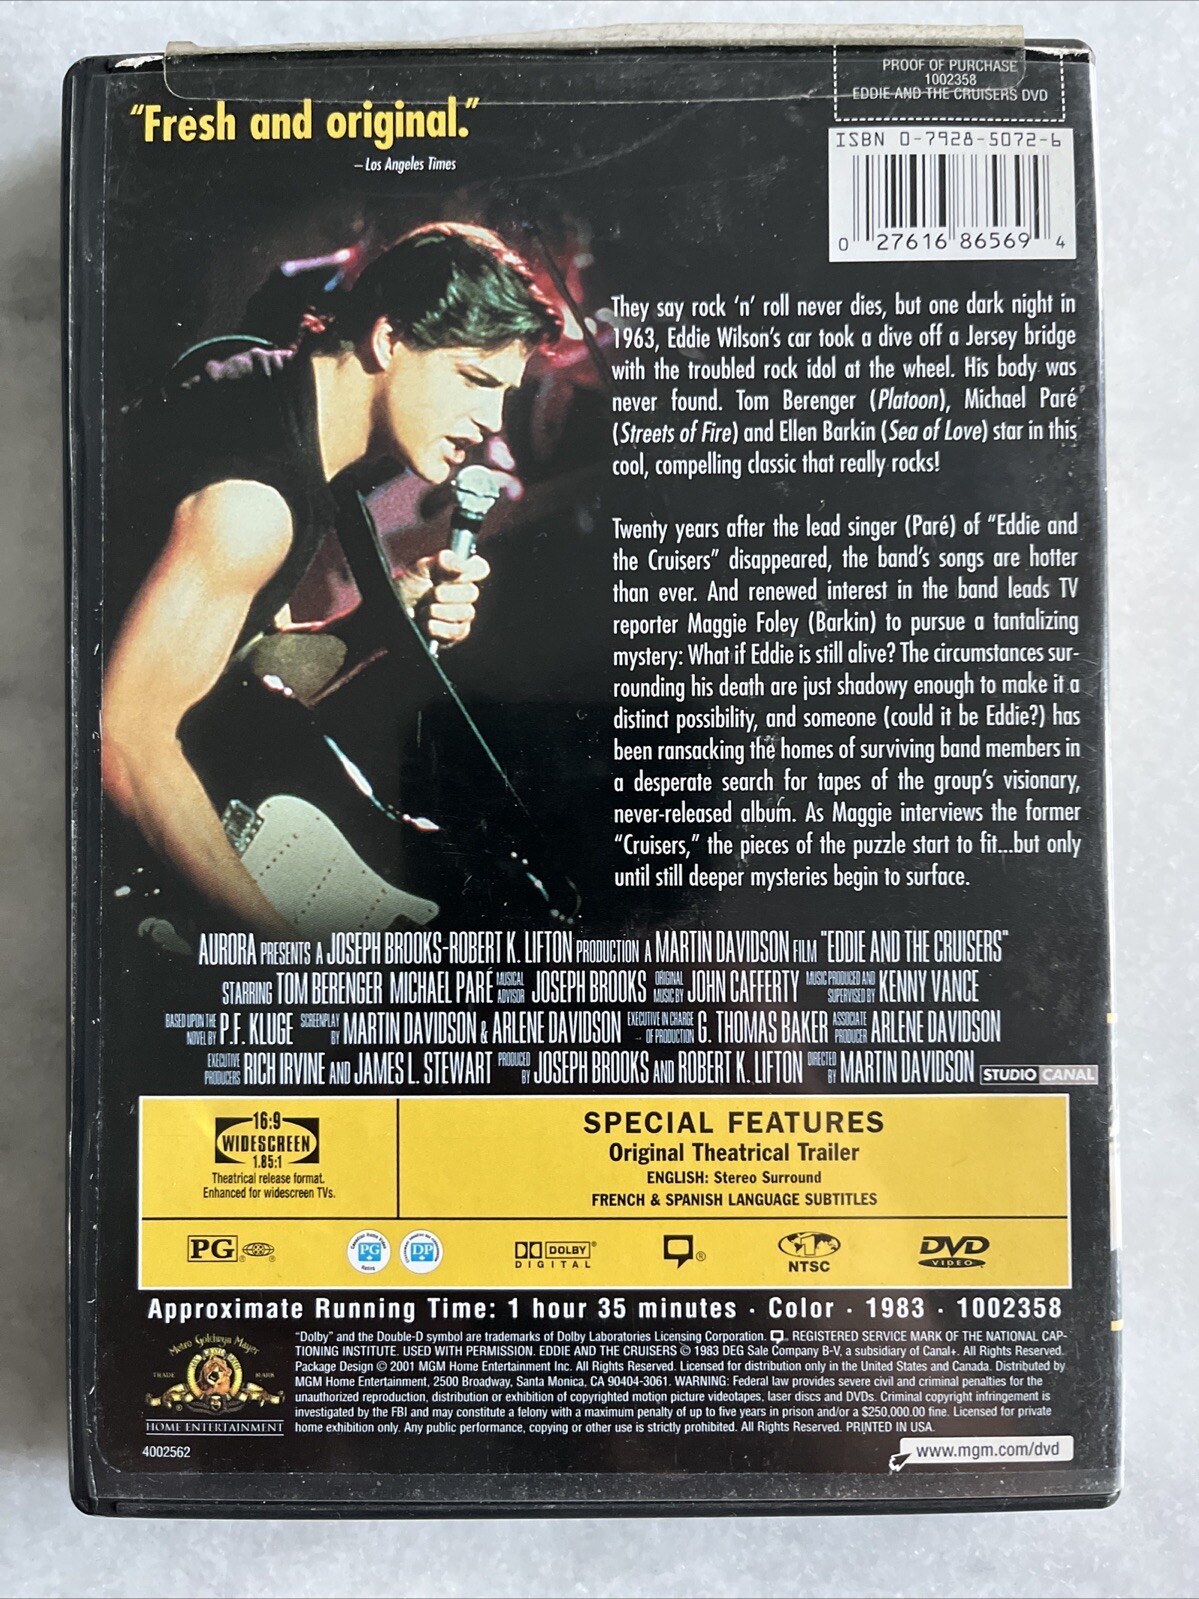 PROOF OF PURCHASE
1002358
EDDIE AND THE CRUISERS DVD
"Fresh and original."
– Los Angeles Times
ISBN 0-7928-5072-6
0 27616 86569 4
They say rock 'n' roll never dies, but one dark night in
1963, Eddie Wilson's car took a dive off a Jersey bridge
with the troubled rock idol at the wheel. His body was
never found. Tom Berenger (Platoon), Michael Paré
(Streets of Fire) and Ellen Barkin (Sea of Love) star in this
cool, compelling classic that really rocks!
Twenty years after the lead singer (Paré) of "Eddie and
the Cruisers" disappeared, the band's songs are hotter
than ever. And renewed interest in the band leads TV
reporter Maggie Foley (Barkin) to pursue a tantalizing
mystery: What if Eddie is still alive? The circumstances sur-
rounding his death are just shadowy enough to make it a
distinct possibility, and someone (could it be Eddie?) has
been ransacking the homes of surviving band members in
a desperate search for tapes of the group's visionary,
never-released album. As Maggie interviews the former
"Cruisers," the pieces of the puzzle start to fit...but only
until still deeper mysteries begin to surface.
AURORA PRESENTS A JOSEPH BROOKS-ROBERT K. LIFTON PRODUCTION A MARTIN DAVIDSON FILM "EDDIE AND THE CRUISERS"
STARRING TOM BERENGER MICHAEL PARÉ MUSICAL ADVISOR JOSEPH BROOKS ORIGINAL MUSIC BY JOHN CAFFERTY MUSIC PRODUCED AND SUPERVISED BY KENNY VANCE
BASED UPON THE NOVEL BY P.F. KLUGE SCREENPLAY BY MARTIN DAVIDSON & ARLENE DAVIDSON EXECUTIVE IN CHARGE OF PRODUCTION G. THOMAS BAKER ASSOCIATE PRODUCER ARLENE DAVIDSON
EXECUTIVE PRODUCERS RICH IRVINE AND JAMES L. STEWART PRODUCED BY JOSEPH BROOKS AND ROBERT K. LIFTON DIRECTED BY MARTIN DAVIDSON STUDIO CANAL
16:9
WIDESCREEN
1.85:1
Theatrical release format.
Enhanced for widescreen TVs.
SPECIAL FEATURES
Original Theatrical Trailer
ENGLISH: Stereo Surround
FRENCH & SPANISH LANGUAGE SUBTITLES
PG
PG
DP
DOLBY
DIGITAL
®
1
NTSC
DVD
VIDEO
Approximate Running Time: 1 hour 35 minutes · Color · 1983 · 1002358
Metro Goldwyn Mayer
TRADE MARK
HOME ENTERTAINMENT
"Dolby" and the Double-D symbol are trademarks of Dolby Laboratories Licensing Corporation. REGISTERED SERVICE MARK OF THE NATIONAL CAP-
TIONING INSTITUTE. USED WITH PERMISSION. EDDIE AND THE CRUISERS © 1983 DEG Sale Company B-V, a subsidiary of Canal+. All Rights Reserved.
Package Design © 2001 MGM Home Entertainment Inc. All Rights Reserved. Licensed for distribution only in the United States and Canada. Distributed by
MGM Home Entertainment, 2500 Broadway, Santa Monica, CA 90404-3061. WARNING: Federal law provides severe civil and criminal penalties for the
unauthorized reproduction, distribution or exhibition of copyrighted motion picture videotapes, laser discs and DVDs. Criminal copyright infringement is
investigated by the FBI and may constitute a felony with a maximum penalty of up to five years in prison and/or a $250,000.00 fine. Licensed for private
home exhibition only. Any public performance, copying or other use is strictly prohibited. All Rights Reserved. PRINTED IN USA.
4002562
www.mgm.com/dvd